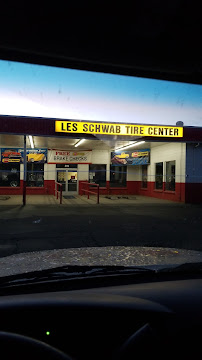 LES SCHWAB TIRE CENTER
FREE
BRAKE CHECKS